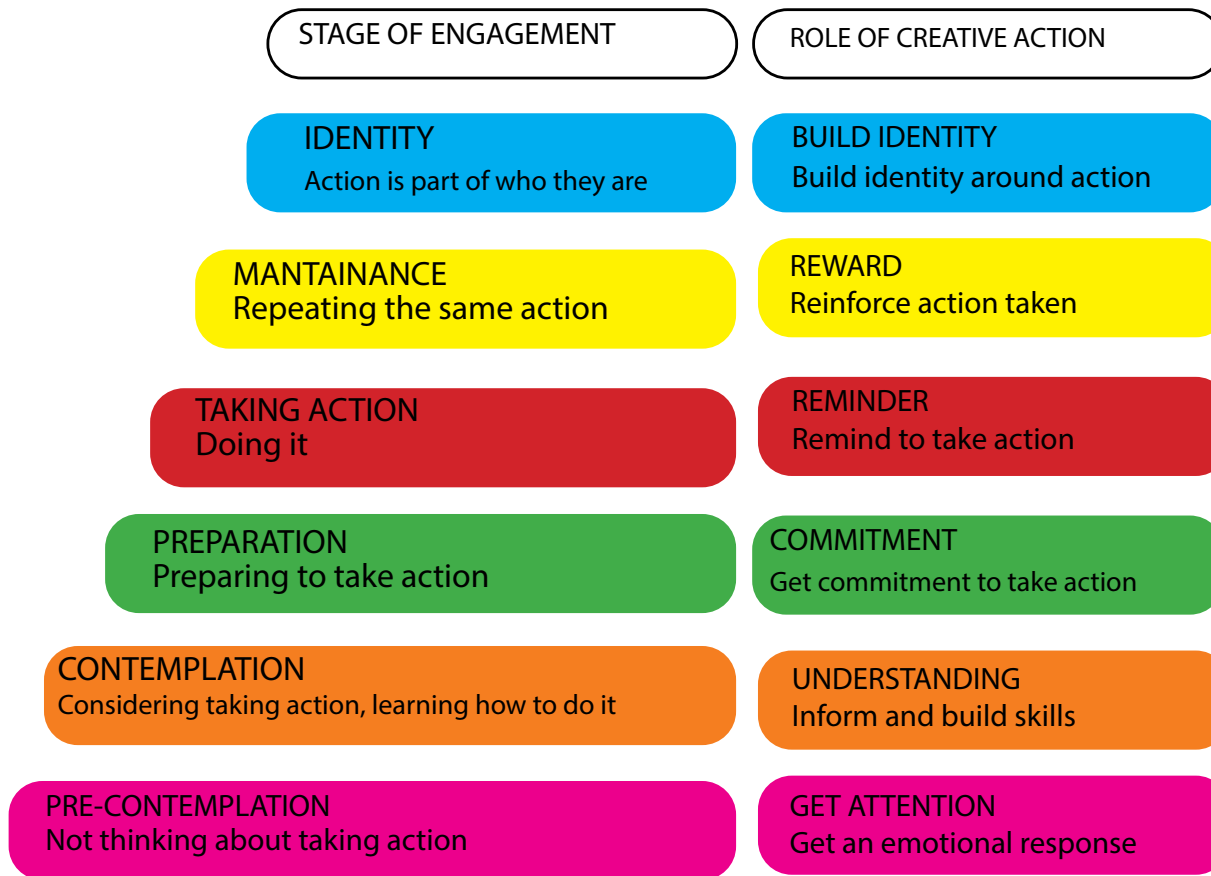 STAGE OF ENGAGEMENT
ROLE OF CREATIVE ACTION
IDENTITY
Action is part of who they are
BUILD IDENTITY
Build identity around action
MANTAINANCE
Repeating the same action
REWARD
Reinforce action taken
TAKING ACTION
Doing it
REMINDER
Remind to take action
PREPARATION
Preparing to take action
COMMITMENT
Get commitment to take action
CONTEMPLATION
Considering taking action, learning how to do it
UNDERSTANDING
Inform and build skills
PRE-CONTEMPLATION
Not thinking about taking action
GET ATTENTION
Get an emotional response